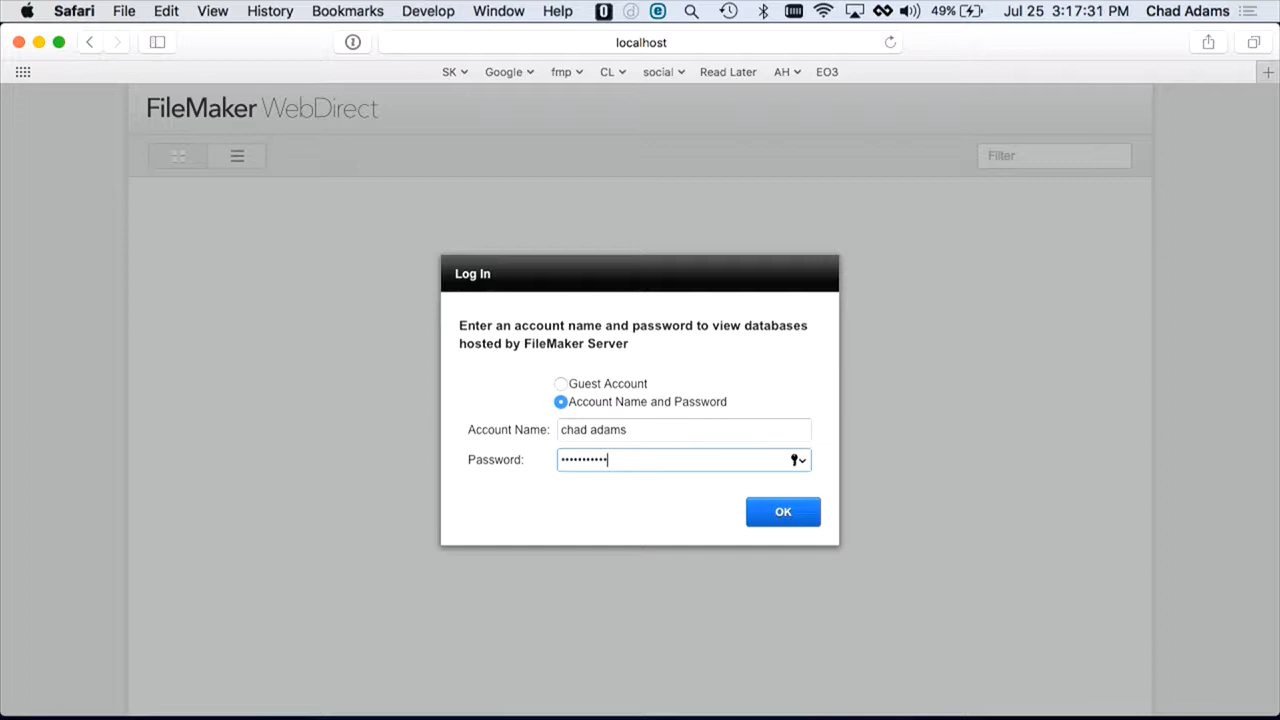 Safari File Edit View History Bookmarks Develop Window Help 49% Jul 25 3:17:31 PM Chad Adams
localhost
SK Google fmp CL social Read Later AH EO3
FileMaker WebDirect
Filter
Log In
Enter an account name and password to view databases
hosted by FileMaker Server
Guest Account
Account Name and Password
Account Name: chad adams
Password: •••••••••••
OK